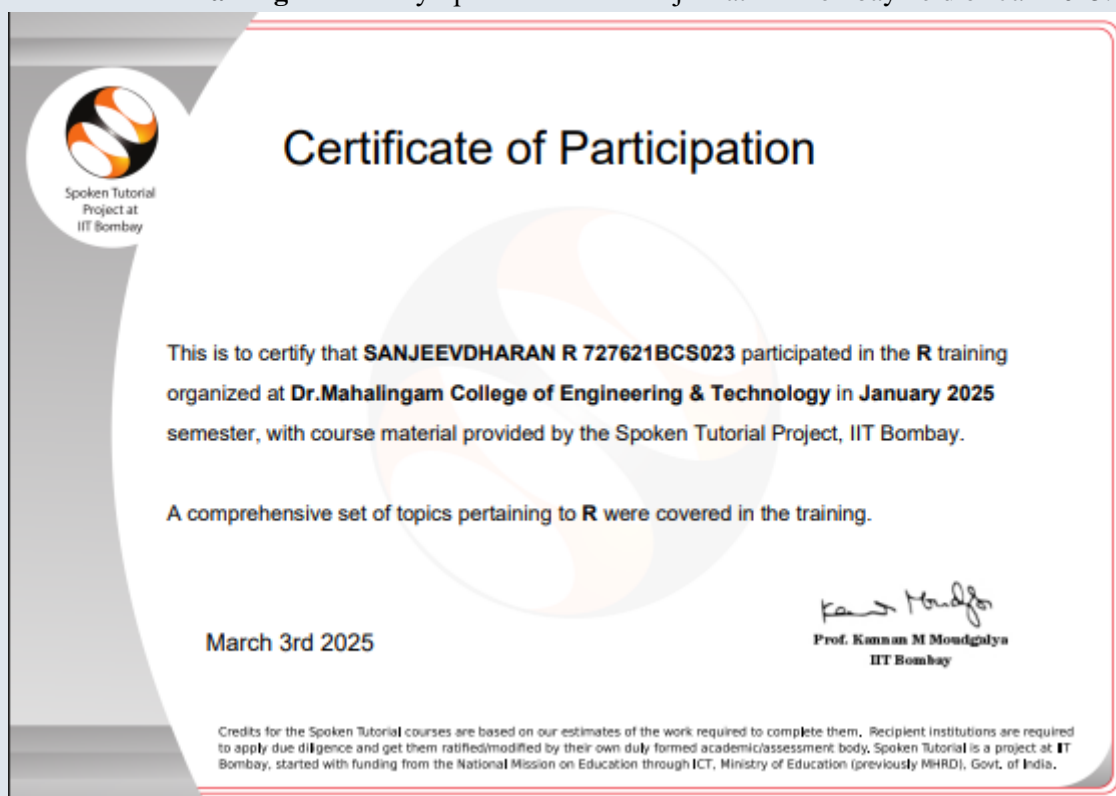 Spoken Tutorial
Project at
IIT Bombay
Certificate of Participation
This is to certify that SANJEEVDHARAN R 727621BCS023 participated in the R training
organized at Dr.Mahalingam College of Engineering & Technology in January 2025
semester, with course material provided by the Spoken Tutorial Project, IIT Bombay.
A comprehensive set of topics pertaining to R were covered in the training.
March 3rd 2025
Prof. Kannan M Moudgalya
IIT Bombay
Credits for the Spoken Tutorial courses are based on our estimates of the work required to complete them. Recipient institutions are required
to apply due diligence and get them ratified/modified by their own duly formed academic/assessment body. Spoken Tutorial is a project at IIT
Bombay, started with funding from the National Mission on Education through ICT, Ministry of Education (previously MHRD), Govt. of India.